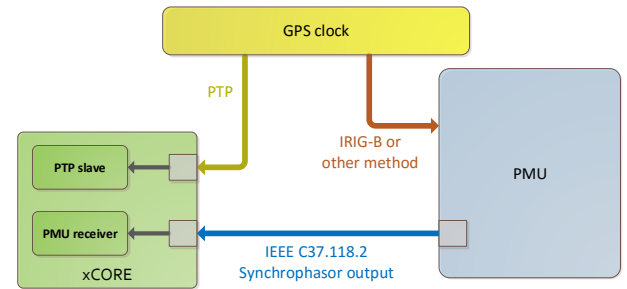 GPS clock
PTP
IRIG-B or
other method
PTP slave
PMU
PMU receiver
IEEE C37.118.2
Synchrophasor output
xCORE